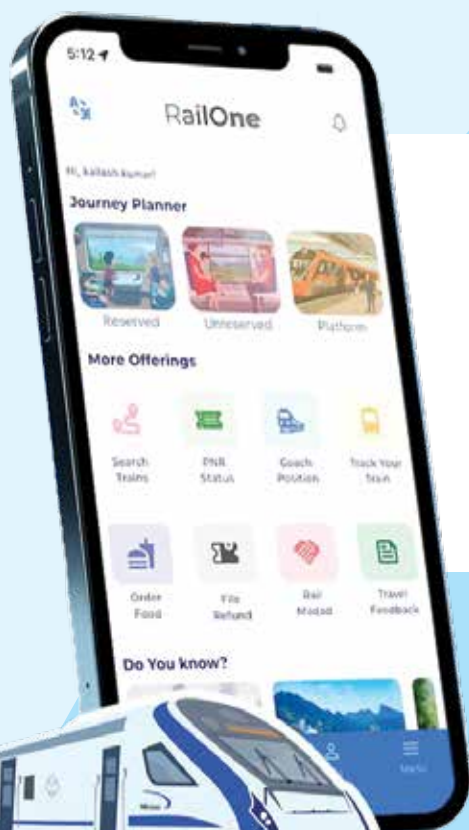 5:12
RailOne
Hi, kailash kumar!
Journey Planner
Reserved Unreserved Platform
More Offerings
Search Trains
PNR Status
Coach Position
Track Your Train
Order Food
File Refund
Rail Madad
Travel Feedback
Do You know?
Menu